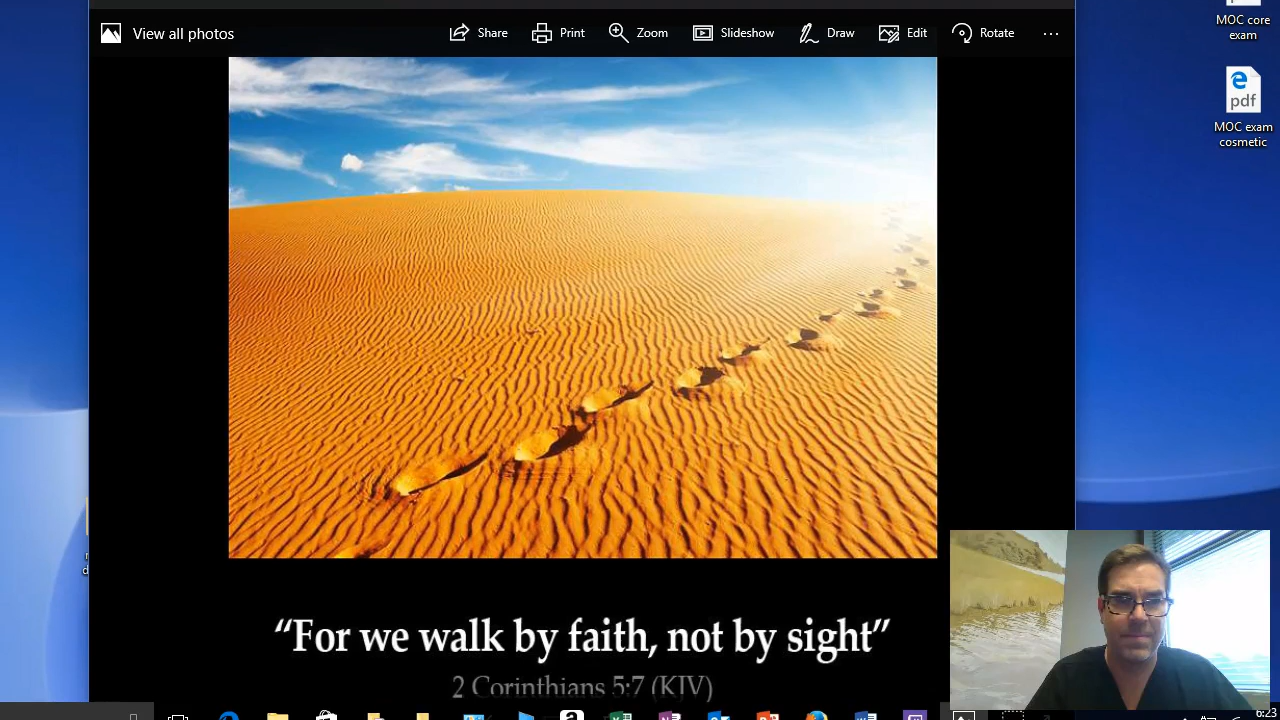 View all photos
Share
Print
Zoom
Slideshow
Draw
Edit
Rotate
MOC core
exam
pdf
MOC exam
cosmetic
“For we walk by faith, not by sight”
2 Corinthians 5:7 (KJV)
6:23